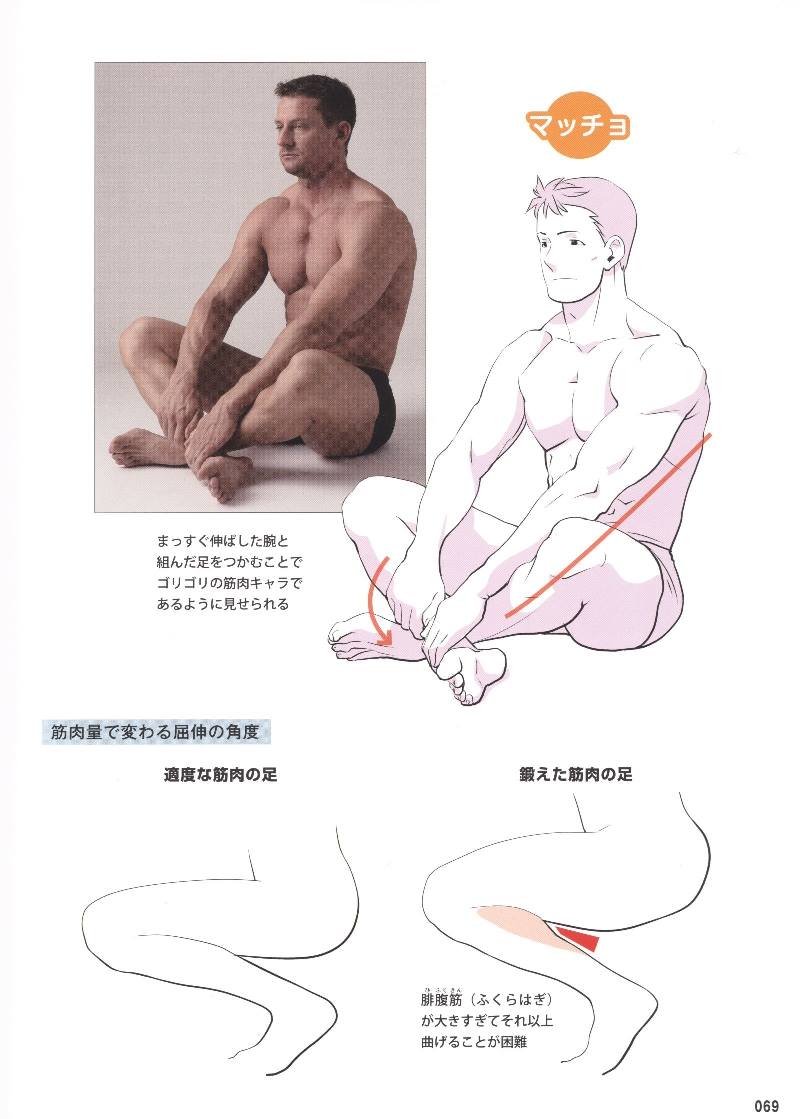 マッチョ
まっすぐ伸ばした腕と
組んだ足をつかむことで
ゴリゴリの筋肉キャラで
あるように見せられる
筋肉量で変わる屈伸の角度
適度な筋肉の足
鍛えた筋肉の足
ひふくきん
腓腹筋（ふくらはぎ）
が大きすぎてそれ以上
曲げることが困難
069